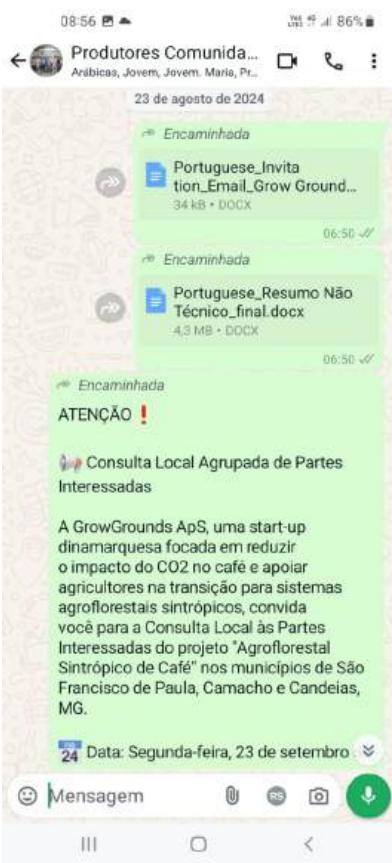 08:56
86%
Produtores Comunida...
Arábicas, Jovem, Jovem. Maria, Pr...
23 de agosto de 2024
Encaminhada
Portuguese_Invita
tion_Email_Grow Ground...
34 kB • DOCX
06:50
Encaminhada
Portuguese_Resumo Não
Técnico_final.docx
4,3 MB • DOCX
06:50
Encaminhada
ATENÇÃO❗
Consulta Local Agrupada de Partes
Interessadas
A GrowGrounds ApS, uma start-up
dinamarquesa focada em reduzir
o impacto do CO2 no café e apoiar
agricultores na transição para sistemas
agroflorestais sintrópicos, convida
você para a Consulta Local às Partes
Interessadas do projeto "Agroflorestal
Sintrópico de Café" nos municípios de São
Francisco de Paula, Camacho e Candeias,
MG.
24 Data: Segunda-feira, 23 de setembro
Mensagem
RS